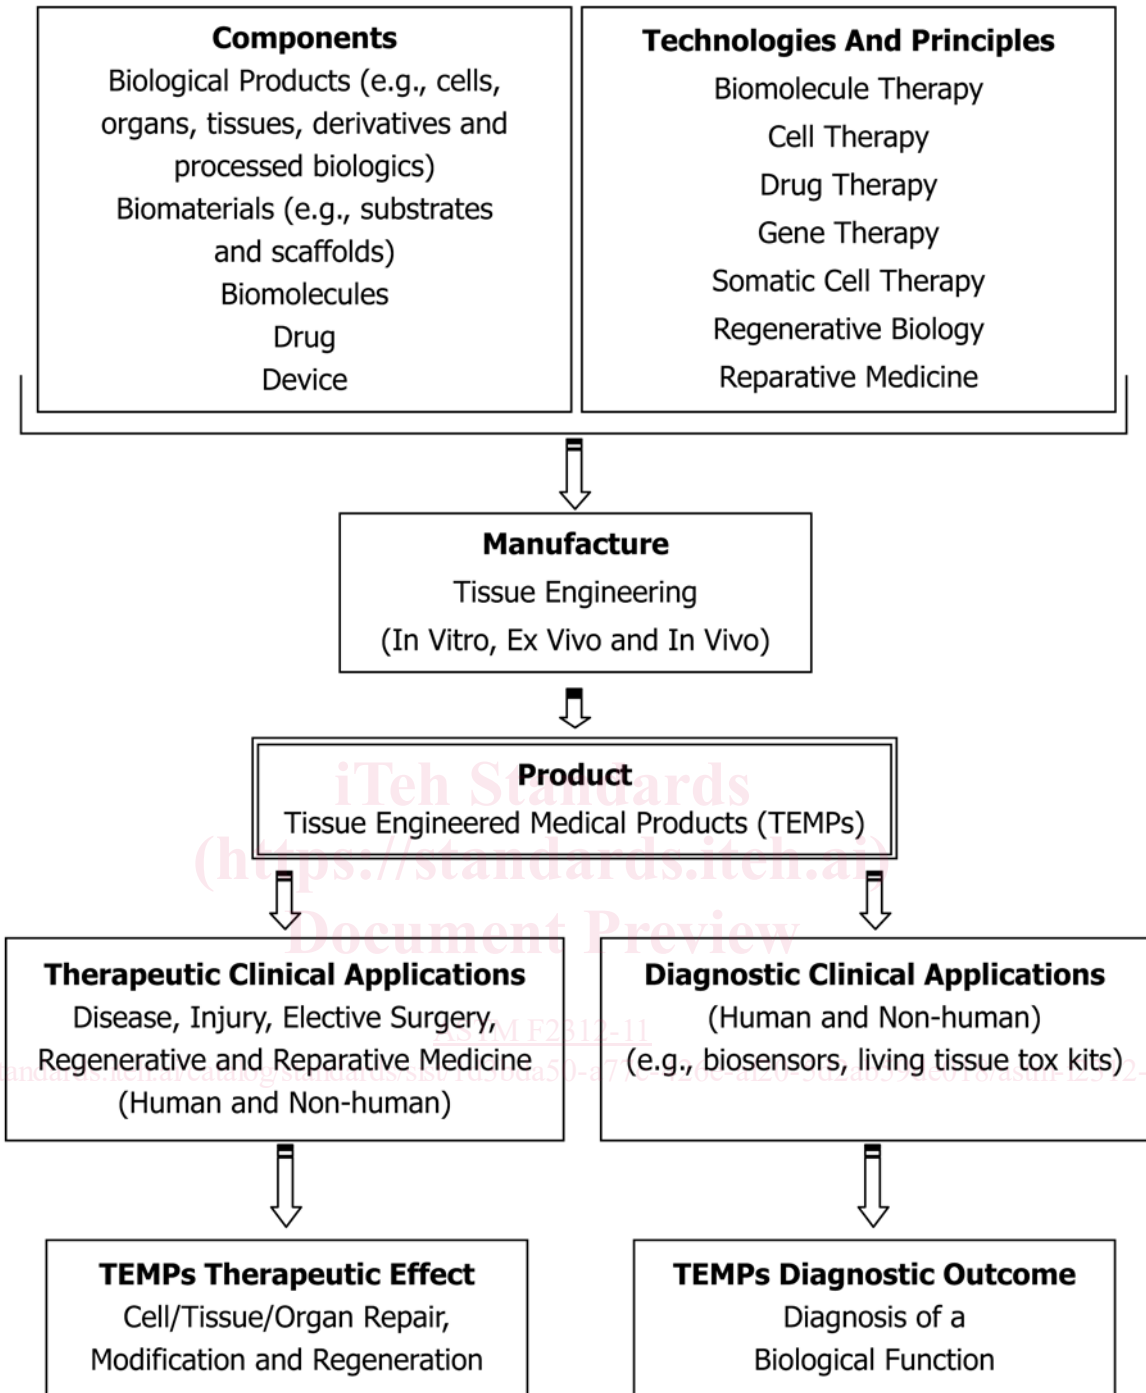 Components
Biological Products (e.g., cells,
organs, tissues, derivatives and
processed biologics)
Biomaterials (e.g., substrates
and scaffolds)
Biomolecules
Drug
Device
Technologies And Principles
Biomolecule Therapy
Cell Therapy
Drug Therapy
Gene Therapy
Somatic Cell Therapy
Regenerative Biology
Reparative Medicine
Manufacture
Tissue Engineering
(In Vitro, Ex Vivo and In Vivo)
Product
Tissue Engineered Medical Products (TEMPs)
iTeh Standards
(https://standards.iteh.ai)
Document Preview
Therapeutic Clinical Applications
Disease, Injury, Elective Surgery,
Regenerative and Reparative Medicine
(Human and Non-human)
Diagnostic Clinical Applications
(Human and Non-human)
(e.g., biosensors, living tissue tox kits)
ASTM F2312-11
TEMPs Therapeutic Effect
Cell/Tissue/Organ Repair,
Modification and Regeneration
TEMPs Diagnostic Outcome
Diagnosis of a
Biological Function